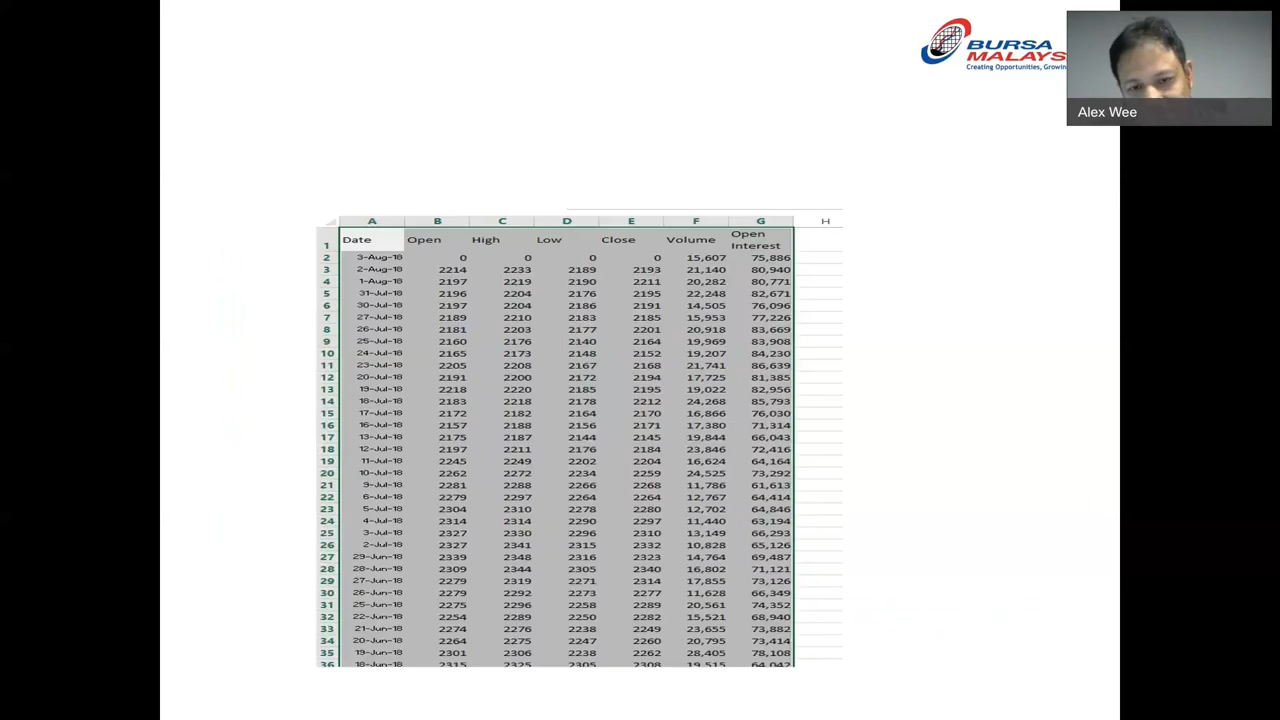 BURSA
MALAYS
Creating Opportunities, Growin
Alex Wee
A B C D E F G H
1 Date Open High Low Close Volume Open Interest
2 3-Aug-18 0 0 0 0 15,607 75,886
3 2-Aug-18 2214 2233 2189 2193 21,140 80,940
4 1-Aug-18 2197 2219 2190 2211 20,282 80,771
5 31-Jul-18 2196 2204 2176 2195 22,248 82,671
6 30-Jul-18 2197 2204 2186 2191 14,505 76,096
7 27-Jul-18 2189 2210 2183 2185 15,953 77,226
8 26-Jul-18 2181 2203 2177 2201 20,918 83,669
9 25-Jul-18 2160 2176 2140 2164 19,969 83,908
10 24-Jul-18 2165 2173 2148 2152 19,207 84,230
11 23-Jul-18 2205 2208 2167 2168 21,741 86,639
12 20-Jul-18 2191 2200 2172 2194 17,725 81,385
13 19-Jul-18 2218 2220 2185 2195 19,022 82,956
14 18-Jul-18 2183 2218 2178 2212 24,268 85,793
15 17-Jul-18 2172 2182 2164 2170 16,866 76,030
16 16-Jul-18 2157 2188 2156 2171 17,380 71,314
17 13-Jul-18 2175 2187 2144 2145 19,844 66,043
18 12-Jul-18 2197 2211 2176 2184 23,846 72,416
19 11-Jul-18 2245 2249 2202 2204 16,624 64,164
20 10-Jul-18 2262 2272 2234 2259 24,525 73,292
21 9-Jul-18 2281 2288 2266 2268 11,786 61,613
22 6-Jul-18 2279 2297 2264 2264 12,767 64,414
23 5-Jul-18 2304 2310 2278 2280 12,702 64,846
24 4-Jul-18 2314 2314 2290 2297 11,440 63,194
25 3-Jul-18 2327 2330 2296 2310 13,149 66,293
26 2-Jul-18 2327 2341 2315 2332 10,828 65,126
27 29-Jun-18 2339 2348 2316 2323 14,764 69,487
28 28-Jun-18 2309 2344 2305 2340 16,802 71,121
29 27-Jun-18 2279 2319 2271 2314 17,855 73,126
30 26-Jun-18 2279 2292 2273 2277 11,628 66,349
31 25-Jun-18 2275 2296 2258 2289 20,561 74,352
32 22-Jun-18 2254 2289 2250 2282 15,521 68,940
33 21-Jun-18 2274 2276 2238 2249 23,655 73,882
34 20-Jun-18 2264 2275 2247 2260 20,795 73,414
35 19-Jun-18 2301 2306 2238 2262 28,405 78,108
36 18-Jun-18 2315 2325 2305 2308 19,515 64,042